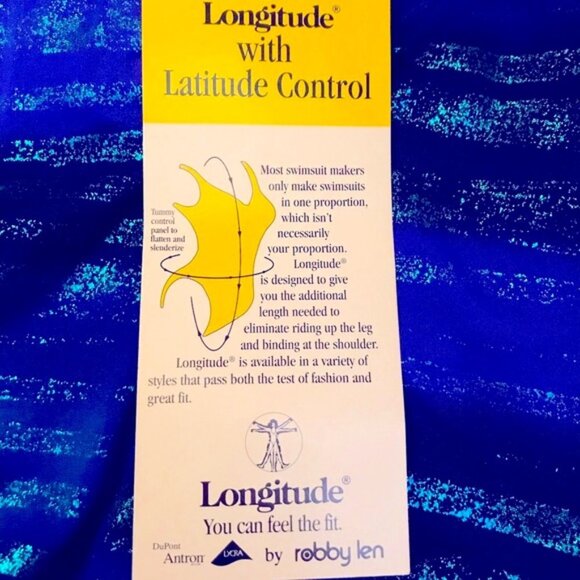 Longitude®
with
Latitude Control
Most swimsuit makers
only make swimsuits
in one proportion,
which isn't
necessarily
your proportion.
Longitude®
is designed to give
you the additional
length needed to
eliminate riding up the leg
and binding at the shoulder.
Longitude® is available in a variety of
styles that pass both the test of fashion and
great fit.
Tummy
control
panel to
flatten and
slenderize
Longitude®
You can feel the fit.
DuPont
Antron
LYCRA
by robby len